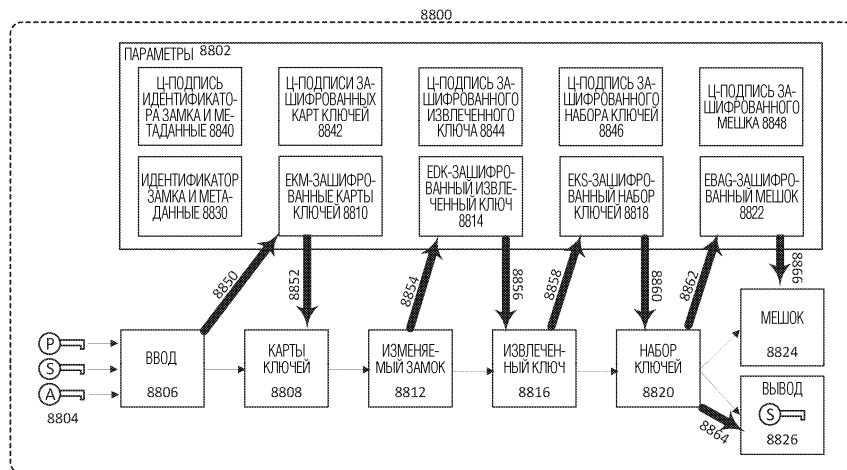 8800
ПАРАМЕТРЫ 8802
Ц-ПОДПИСЬ
ИДЕНТИФИКАТО-
РА ЗАМКА И МЕ-
ТАДАННЫЕ 8840
Ц-ПОДПИСИ ЗА-
ШИФРОВАННЫХ
КАРТ КЛЮЧЕЙ
8842
Ц-ПОДПИСЬ ЗА-
ШИФРОВАННОГО
ИЗВЛЕЧЕННОГО
КЛЮЧА 8844
Ц-ПОДПИСЬ ЗА-
ШИФРОВАННОГО
НАБОРА КЛЮЧЕЙ
8846
Ц-ПОДПИСЬ ЗА-
ШИФРОВАННОГО
МЕШКА 8848
ИДЕНТИФИКАТОР
ЗАМКА И МЕТА-
ДАННЫЕ 8830
EKM-ЗАШИФРО-
ВАННЫЕ КАРТЫ
КЛЮЧЕЙ 8810
EDK-ЗАШИФРО-
ВАННЫЙ ИЗВЛЕ-
ЧЕННЫЙ КЛЮЧ
8814
EKS-ЗАШИФРО-
ВАННЫЙ НАБОР
КЛЮЧЕЙ 8818
EBAG-ЗАШИФРО-
ВАННЫЙ МЕШОК
8822
8850
8852
8854
8856
8858
8860
8862
8866
P
S
A
8804
ВВОД
8806
КАРТЫ
КЛЮЧЕЙ
8808
ИЗМЕНЯЕ-
МЫЙ ЗАМОК
8812
ИЗВЛЕЧЕН-
НЫЙ КЛЮЧ
8816
НАБОР
КЛЮЧЕЙ
8820
МЕШОК
8824
8864
ВЫВОД
S
8826